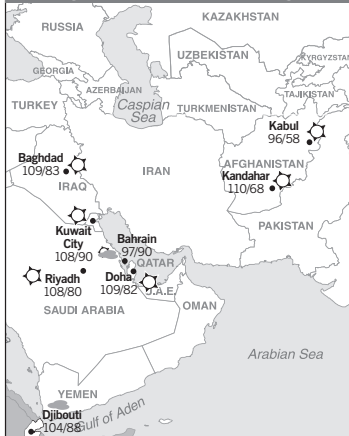 KAZAKHSTAN
RUSSIA
UZBEKISTAN
KYRGYZSTAN
GEORGIA
AZERBAIJAN
TAJIKISTAN
TURKEY
Caspian
Sea
TURKMENISTAN
Kabul
96/58
Baghdad
109/83
IRAN
AFGHANISTAN
Kandahar
110/68
IRAQ
PAKISTAN
Kuwait
City
108/90
Bahrain
97/90
QATAR
Riyadh
108/80
Doha
109/82
U.A.E.
SAUDI ARABIA
OMAN
Arabian Sea
YEMEN
Djibouti
104/88
Gulf of Aden